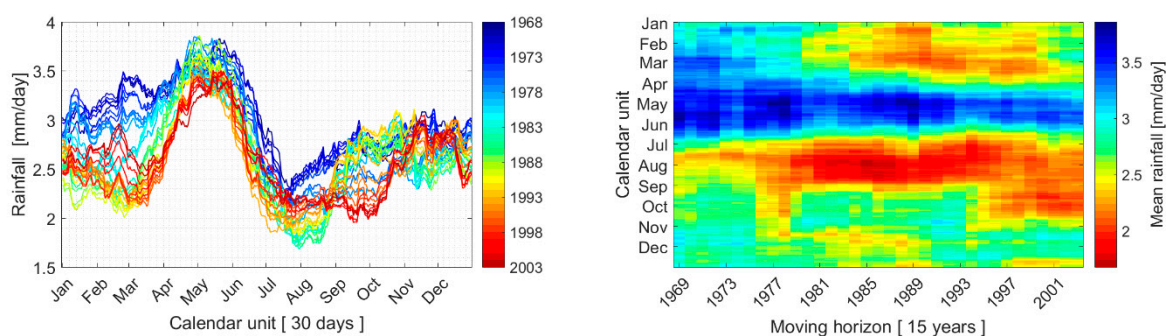 4
3.5
3
2.5
2
1.5
Rainfall [mm/day]
Jan
Feb
Mar
Apr
May
Jun
Jul
Aug
Sep
Oct
Nov
Dec
Calendar unit [ 30 days ]
1968
1973
1978
1983
1988
1993
1998
2003
Calendar unit
Jan
Feb
Mar
Apr
May
Jun
Jul
Aug
Sep
Oct
Nov
Dec
1969
1973
1977
1981
1985
1989
1993
1997
2001
Moving horizon [ 15 years ]
3.5
3
2.5
2
Mean rainfall [mm/day]